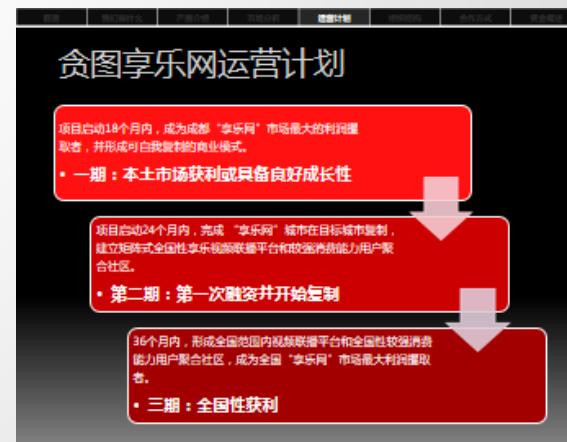 我们做什么
产品介绍
市场分析
运营计划
组织结构
合作方式
资金概述
贪图享乐网运营计划
项目启动18个月内，成为成都“享乐网”市场最大的利润攫
取者，并形成可自我复制的商业模式。
• 一期：本土市场获利或具备良好成长性
项目启动24个月内，完成 “享乐网”城市在目标城市复制，
建立矩阵式全国性享乐视频联播平台和较强消费能力用户聚
合社区。
• 第二期：第一次融资并开始复制
36个月内，形成全国范围内视频联播平台和全国性较强消费
能力用户聚合社区，成为全国“享乐网”市场最大利润攫取
者。
• 三期：全国性获利